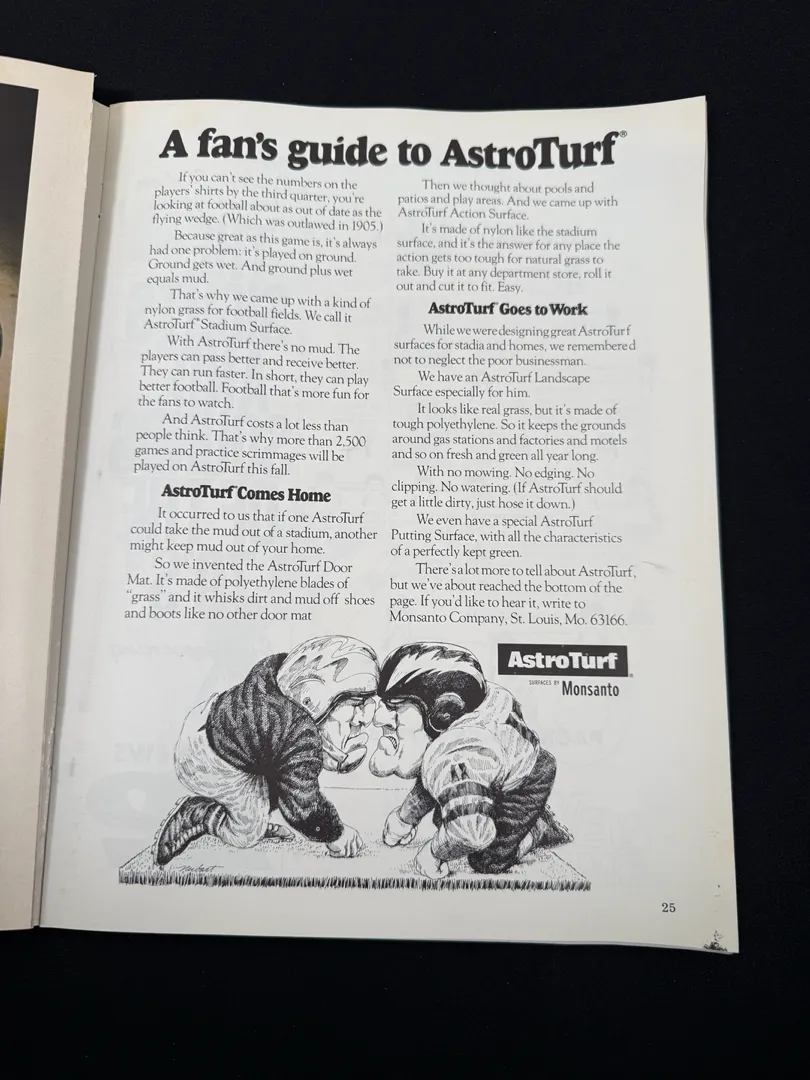 A fan's guide to AstroTurf®
If you can't see the numbers on the
players' shirts by the third quarter, you're
looking at football about as out of date as the
flying wedge. (Which was outlawed in 1905.)
Because great as this game is, it's always
had one problem: it's played on ground.
Ground gets wet. And ground plus wet
equals mud.
That's why we came up with a kind of
nylon grass for football fields. We call it
AstroTurf™ Stadium Surface.
With AstroTurf there's no mud. The
players can pass better and receive better.
They can run faster. In short, they can play
better football. Football that's more fun for
the fans to watch.
And AstroTurf costs a lot less than
people think. That's why more than 2,500
games and practice scrimmages will be
played on AstroTurf this fall.
AstroTurf™ Comes Home
It occurred to us that if one AstroTurf
could take the mud out of a stadium, another
might keep mud out of your home.
So we invented the AstroTurf Door
Mat. It's made of polyethylene blades of
"grass" and it whisks dirt and mud off shoes
and boots like no other door mat
Then we thought about pools and
patios and play areas. And we came up with
AstroTurf Action Surface.
It's made of nylon like the stadium
surface, and it's the answer for any place the
action gets too tough for natural grass to
take. Buy it at any department store, roll it
out and cut it to fit. Easy.
AstroTurf™ Goes to Work
While we were designing great AstroTurf
surfaces for stadia and homes, we remembered
not to neglect the poor businessman.
We have an AstroTurf Landscape
Surface especially for him.
It looks like real grass, but it's made of
tough polyethylene. So it keeps the grounds
around gas stations and factories and motels
and so on fresh and green all year long.
With no mowing. No edging. No
clipping. No watering. (If AstroTurf should
get a little dirty, just hose it down.)
We even have a special AstroTurf
Putting Surface, with all the characteristics
of a perfectly kept green.
There's a lot more to tell about AstroTurf,
but we've about reached the bottom of the
page. If you'd like to hear it, write to
Monsanto Company, St. Louis, Mo. 63166.
AstroTurf®
SURFACES BY Monsanto
25